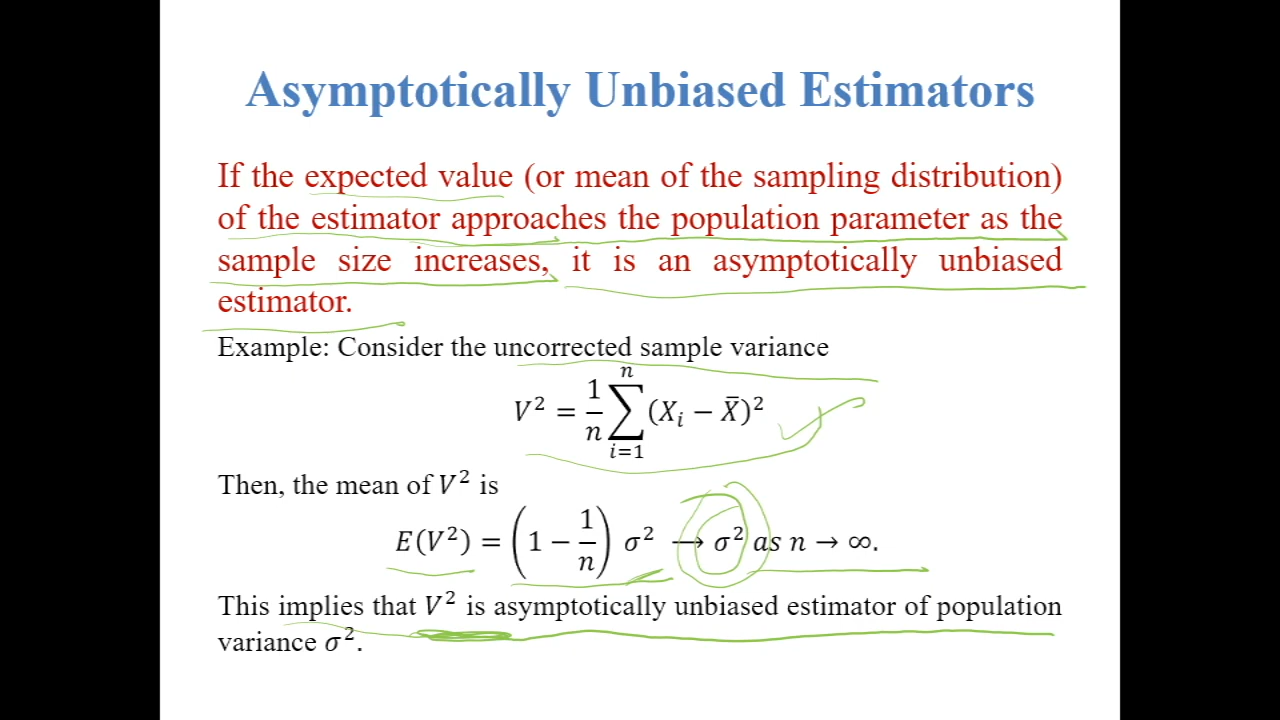 Asymptotically Unbiased Estimators
If the expected value (or mean of the sampling distribution)
of the estimator approaches the population parameter as the
sample size increases, it is an asymptotically unbiased
estimator.
Example: Consider the uncorrected sample variance
V² = 1/n ∑ᵢ₌₁ⁿ (Xᵢ − X̄)²
Then, the mean of V² is
E(V²) = (1 − 1/n) σ² → σ² as n → ∞.
This implies that V² is asymptotically unbiased estimator of population
variance σ².